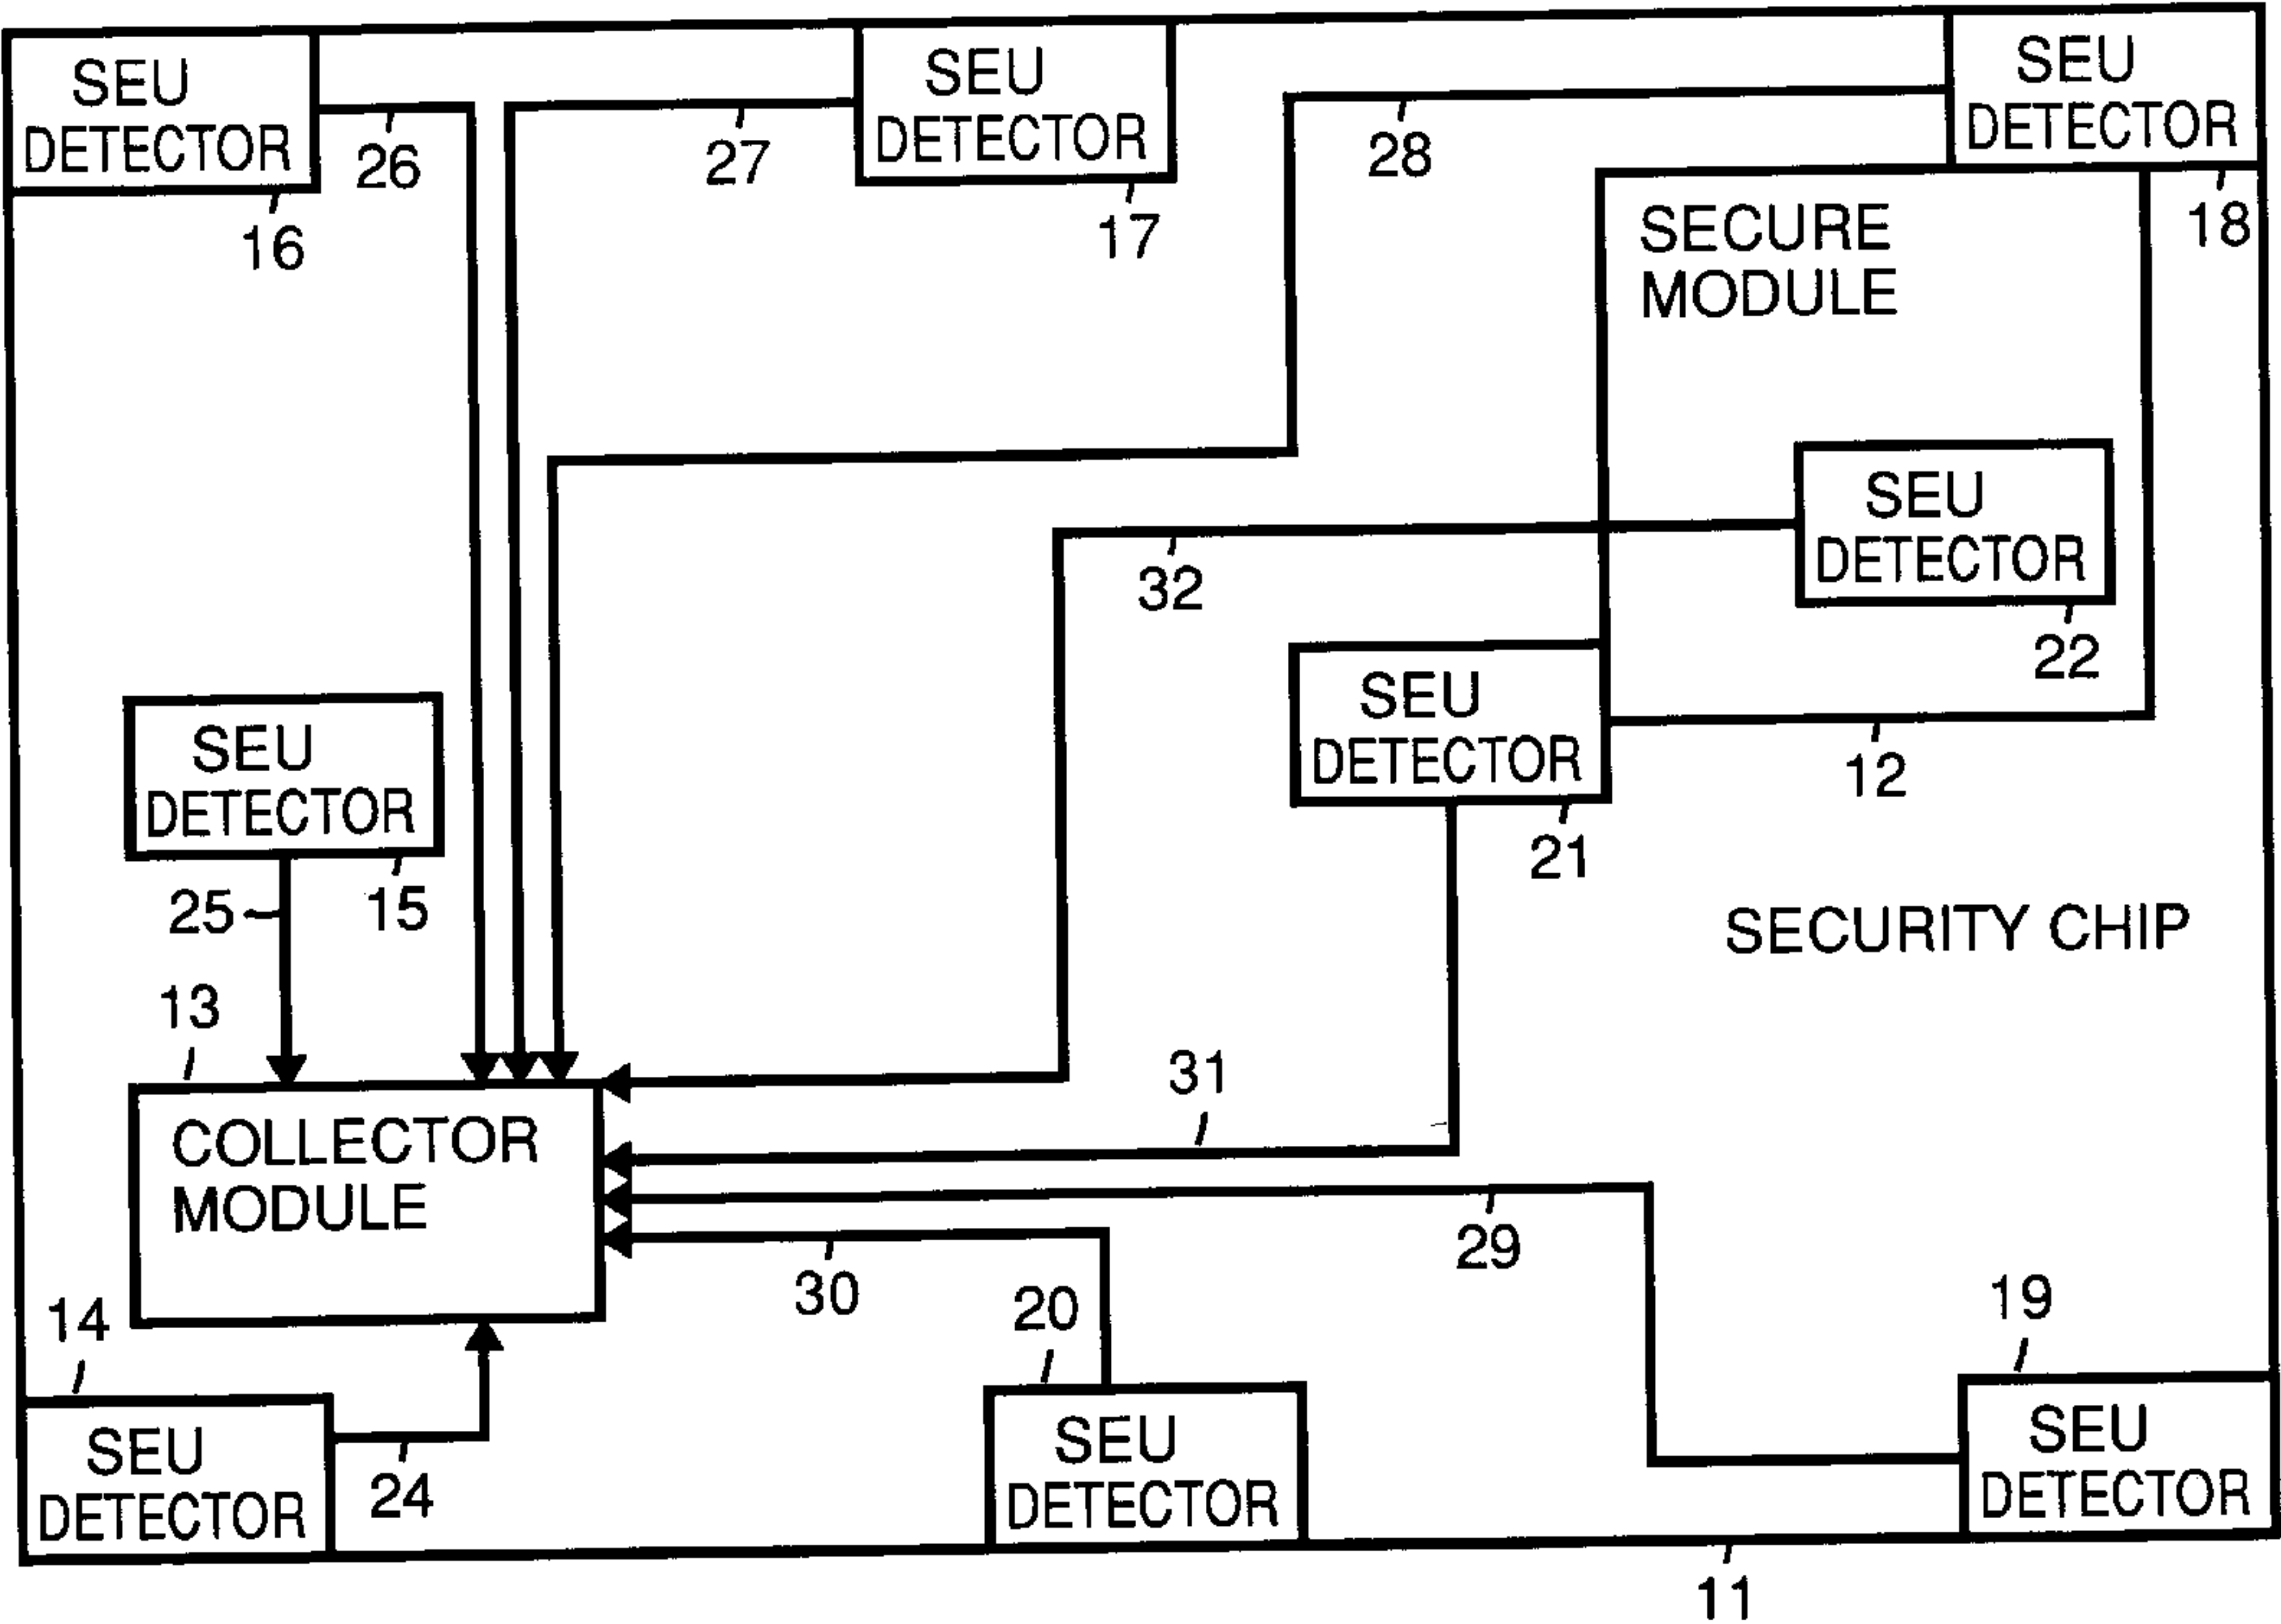 SEU
DETECTOR
26
16
SEU
DETECTOR
27
17
SEU
DETECTOR
28
18
SECURE
MODULE
SEU
DETECTOR
32
22
SEU
DETECTOR
12
21
SEU
DETECTOR
25
15
SECURITY CHIP
13
COLLECTOR
MODULE
31
29
30
14
SEU
DETECTOR
24
20
SEU
DETECTOR
19
SEU
DETECTOR
11